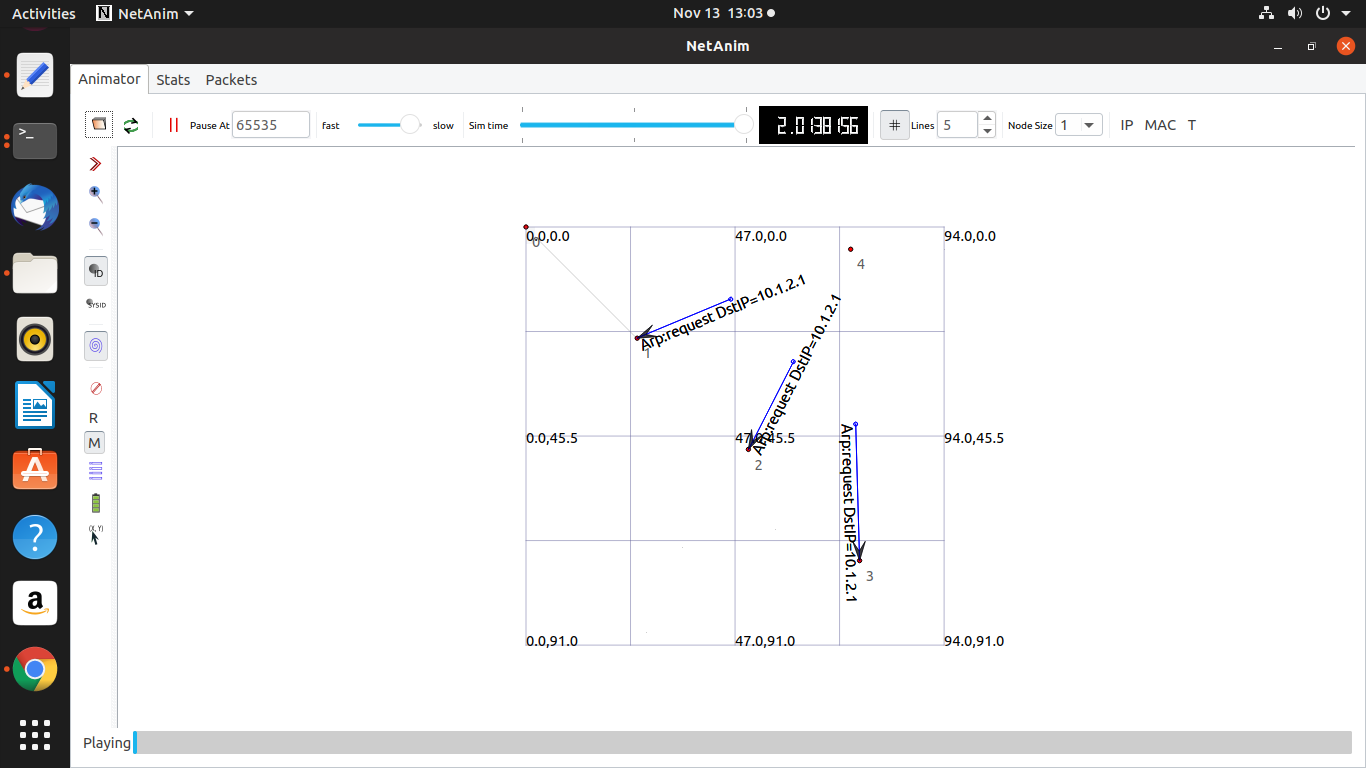 Activities
NetAnim
Nov 13 13:03
NetAnim
Animator
Stats
Packets
Pause At
65535
fast
slow
Sim time
2.0138156
#
Lines
5
Node Size
1
IP
MAC
T
ID
SYSID
R
M
(X, Y)
>_
?
a
0.0,0.0
47.0,0.0
94.0,0.0
0
4
Arp:request DstIP=10.1.2.1
1
Arp:request DstIP=10.1.2.1
0.0,45.5
47.0,45.5
94.0,45.5
2
Arp:request DstIP=10.1.2.1
3
0.0,91.0
47.0,91.0
94.0,91.0
Playing